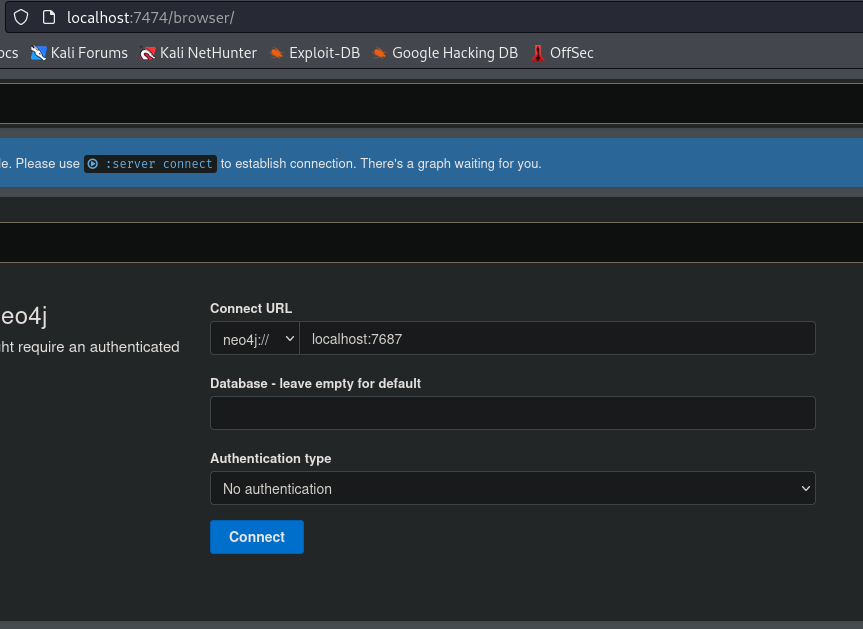 localhost:7474/browser/
Kali Forums Kali NetHunter Exploit-DB Google Hacking DB OffSec
Please use :server connect to establish connection. There's a graph waiting for you.
eo4j
require an authenticated
Connect URL
neo4j:// localhost:7687
Database - leave empty for default
Authentication type
No authentication
Connect